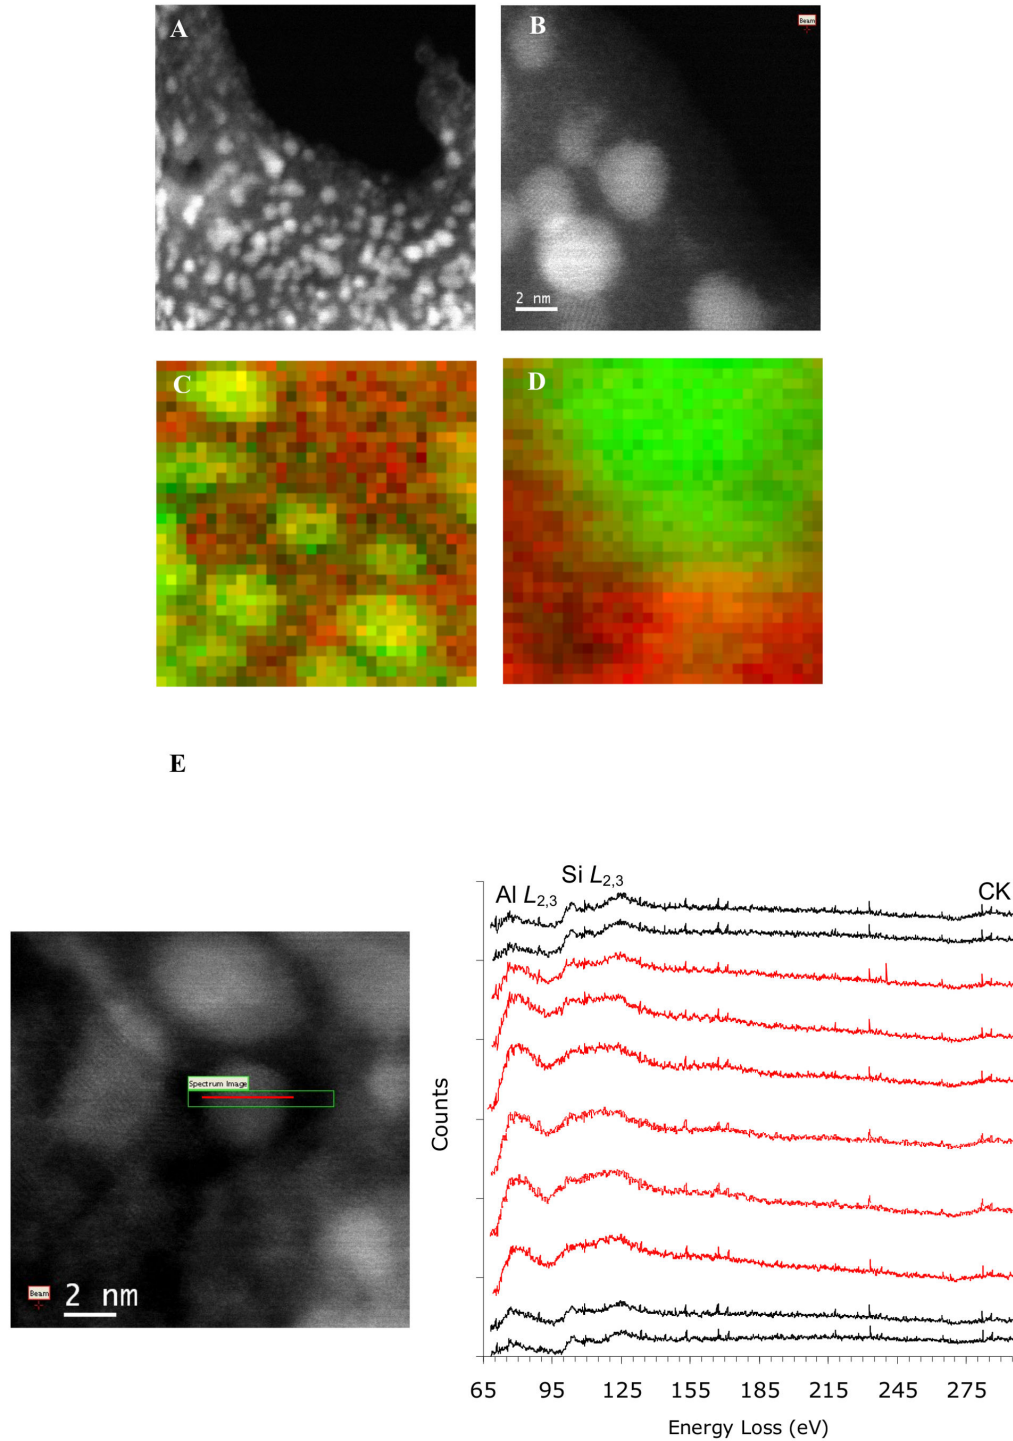 A
B
Beam
2 nm
C
D
E
Al L2,3
Si L2,3
CK
Spectrum Image
Beam
2 nm
Counts
65 95 125 155 185 215 245 275
Energy Loss (eV)